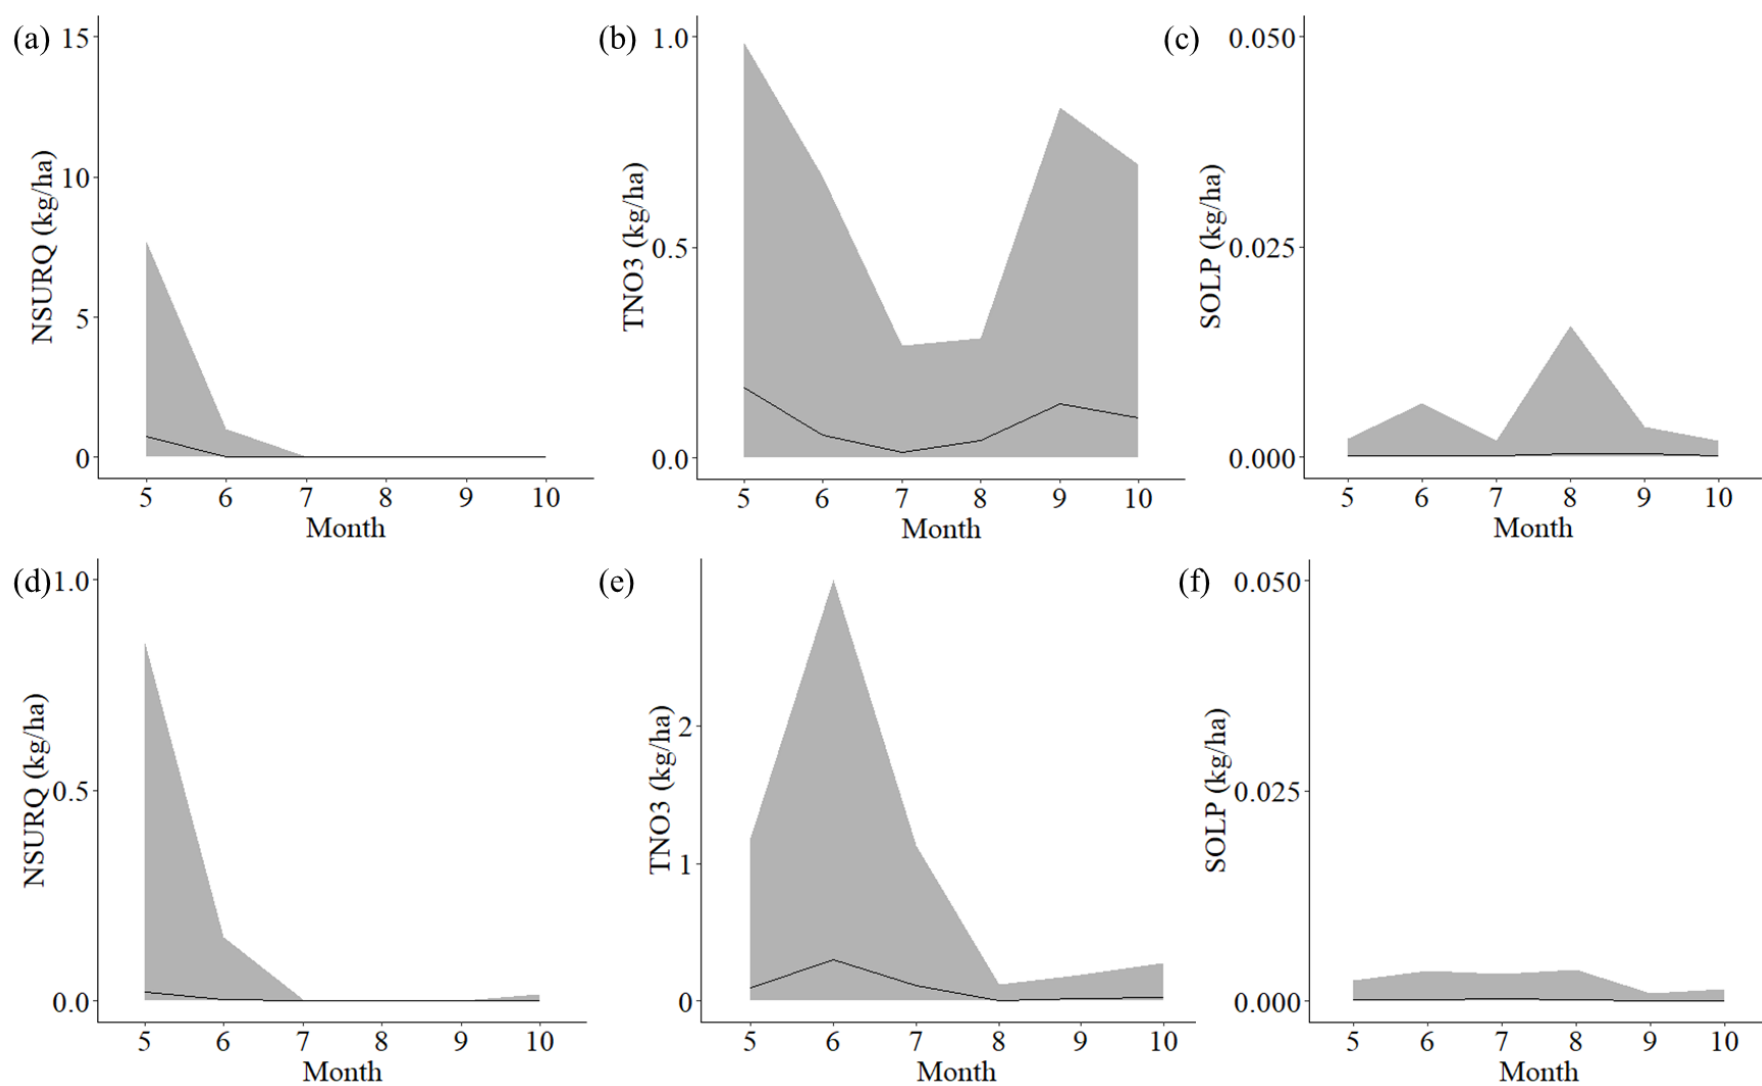 (a)
15
10
5
0
NSURQ (kg/ha)
5 6 7 8 9 10
Month
(b)
1.0
0.5
0.0
TNO3 (kg/ha)
5 6 7 8 9 10
Month
(c)
0.050
0.025
0.000
SOLP (kg/ha)
5 6 7 8 9 10
Month
(d)
1.0
0.5
0.0
NSURQ (kg/ha)
5 6 7 8 9 10
Month
(e)
2
1
0
TNO3 (kg/ha)
5 6 7 8 9 10
Month
(f)
0.050
0.025
0.000
SOLP (kg/ha)
5 6 7 8 9 10
Month